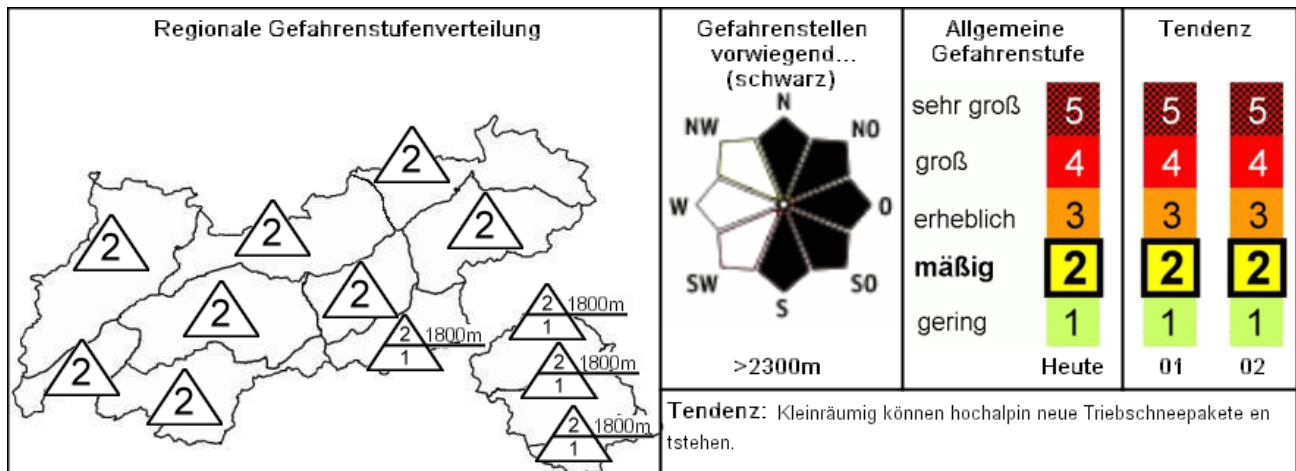 Regionale Gefahrenstufenverteilung
2
2
2
2
2
2
2
2
2
1800m
1
2
1800m
1
2
1800m
1
2
1800m
1
Gefahrenstellen
vorwiegend...
(schwarz)
N
NW
NO
W
O
SW
SO
S
>2300m
Allgemeine
Gefahrenstufe
sehr groß 5
groß 4
erheblich 3
mäßig 2
gering 1
Heute
Tendenz
5 5
4 4
3 3
2 2
1 1
01 02
Tendenz: Kleinräumig können hochalpin neue Triebschneepakete en
tstehen.